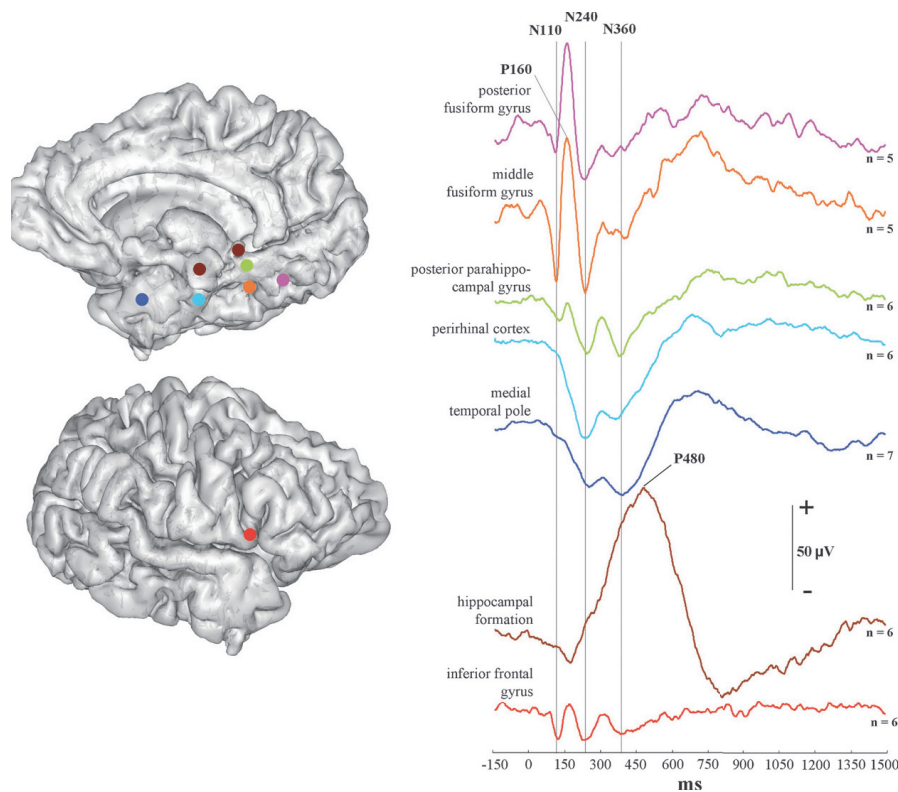 N240
N110
N360
P160
posterior
fusiform gyrus
n = 5
middle
fusiform gyrus
n = 5
posterior parahippo-
campal gyrus
n = 6
perirhinal cortex
n = 6
medial
temporal pole
n = 7
P480
+
50 µV
-
hippocampal
formation
n = 6
inferior frontal
gyrus
n = 6
-150 0 150 300 450 600 750 900 1050 1200 1350 1500
ms